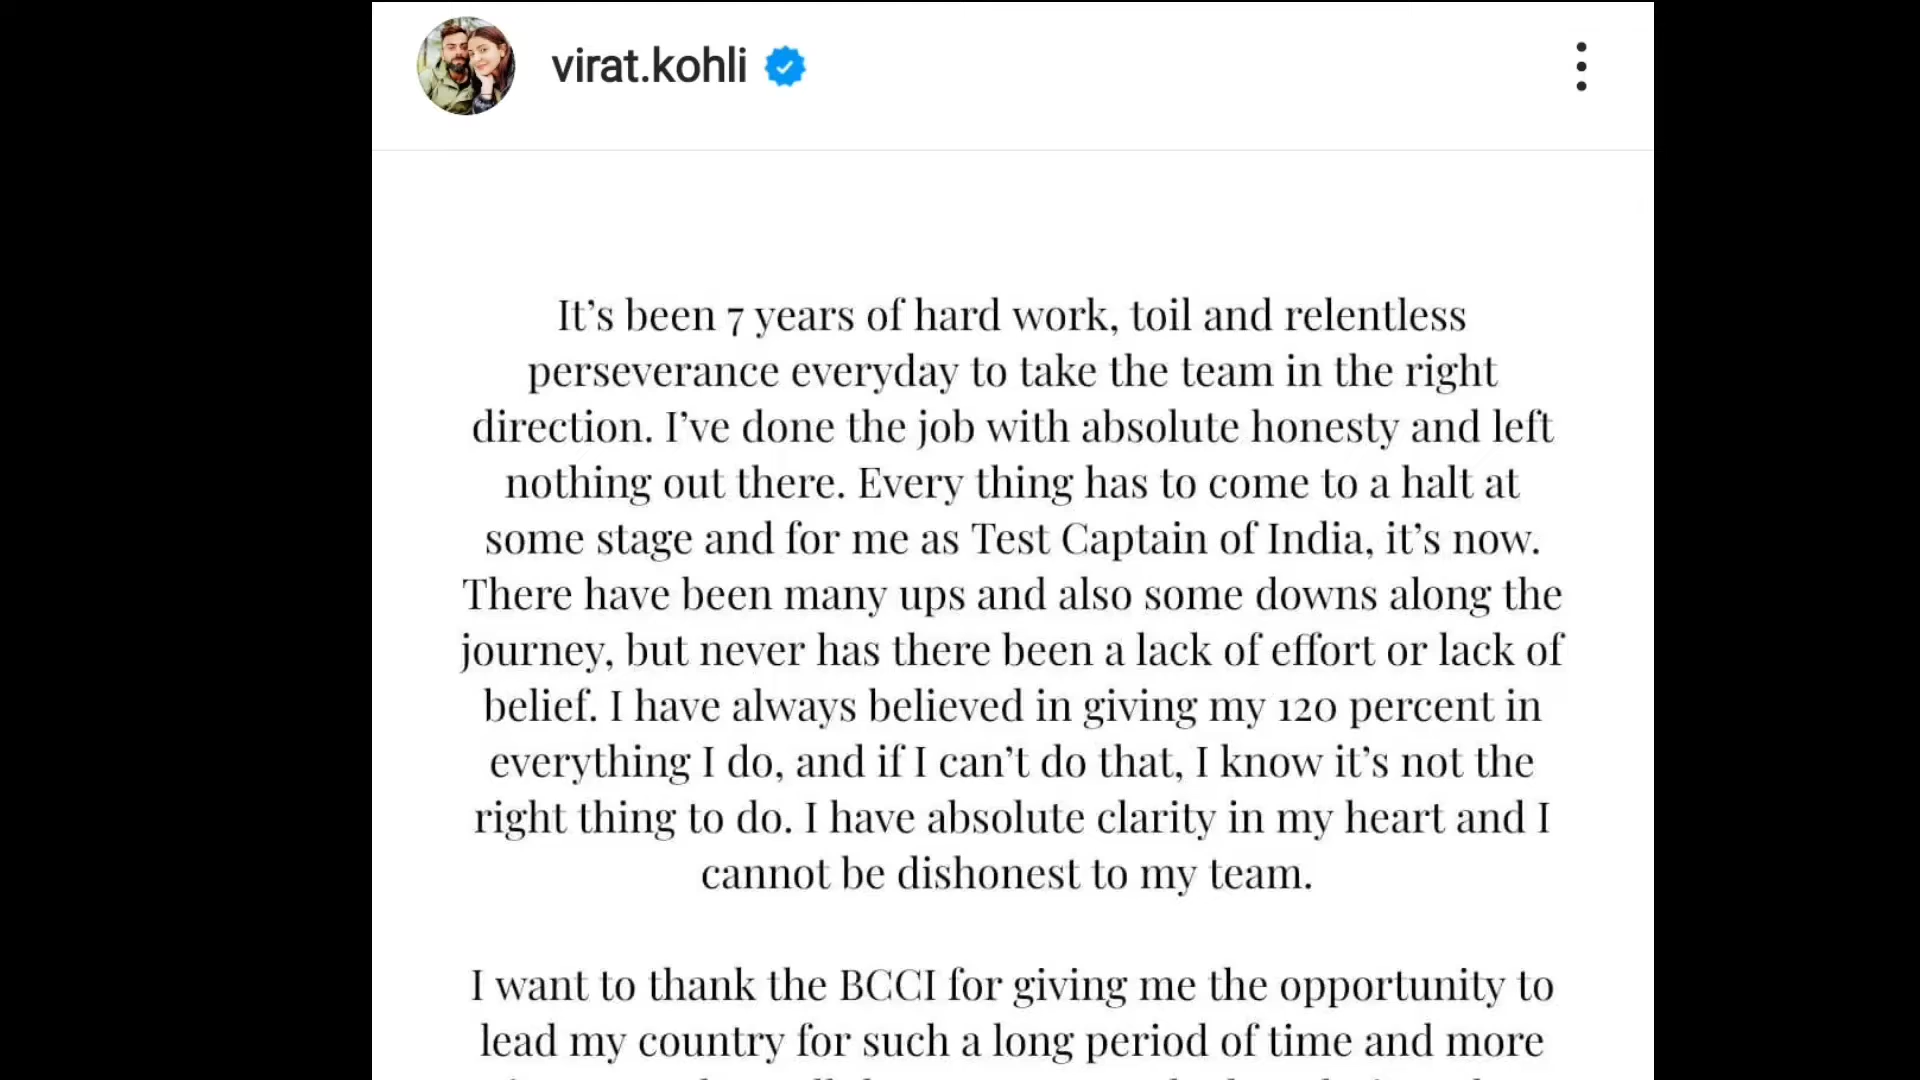 virat.kohli
It’s been 7 years of hard work, toil and relentless
perseverance everyday to take the team in the right
direction. I’ve done the job with absolute honesty and left
nothing out there. Every thing has to come to a halt at
some stage and for me as Test Captain of India, it’s now.
There have been many ups and also some downs along the
journey, but never has there been a lack of effort or lack of
belief. I have always believed in giving my 120 percent in
everything I do, and if I can’t do that, I know it’s not the
right thing to do. I have absolute clarity in my heart and I
cannot be dishonest to my team.
I want to thank the BCCI for giving me the opportunity to
lead my country for such a long period of time and more